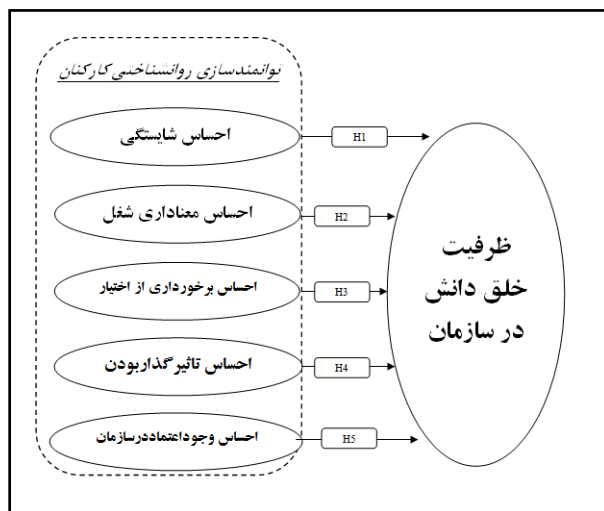 توانمندسازی روانشناختی کارکنان
احساس شایستگی
H1
احساس معناداری شغل
H2
احساس برخورداری از اختیار
H3
احساس تاثیرگذاربودن
H4
احساس وجوداعتماددرسازمان
H5
ظرفیت
خلق دانش
در سازمان